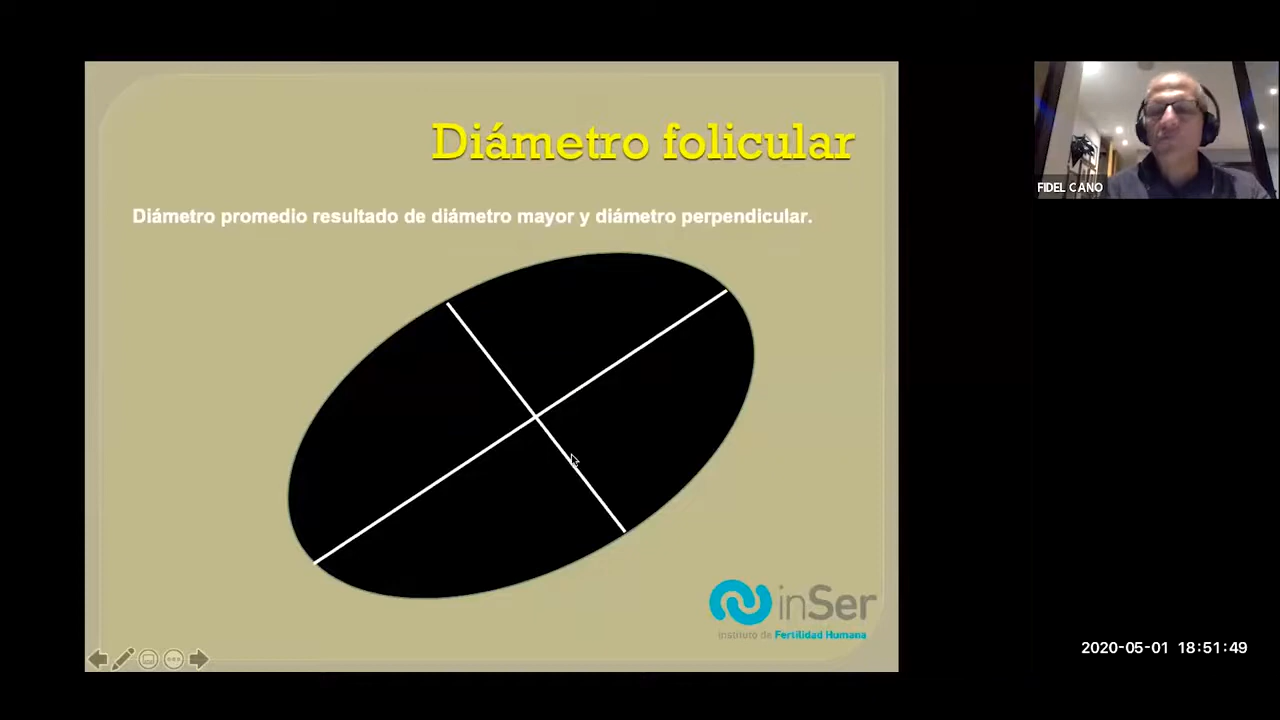 Diámetro folicular
Diámetro promedio resultado de diámetro mayor y diámetro perpendicular.
FIDEL CANO
inSer
Instituto de Fertilidad Humana
2020-05-01 18:51:49